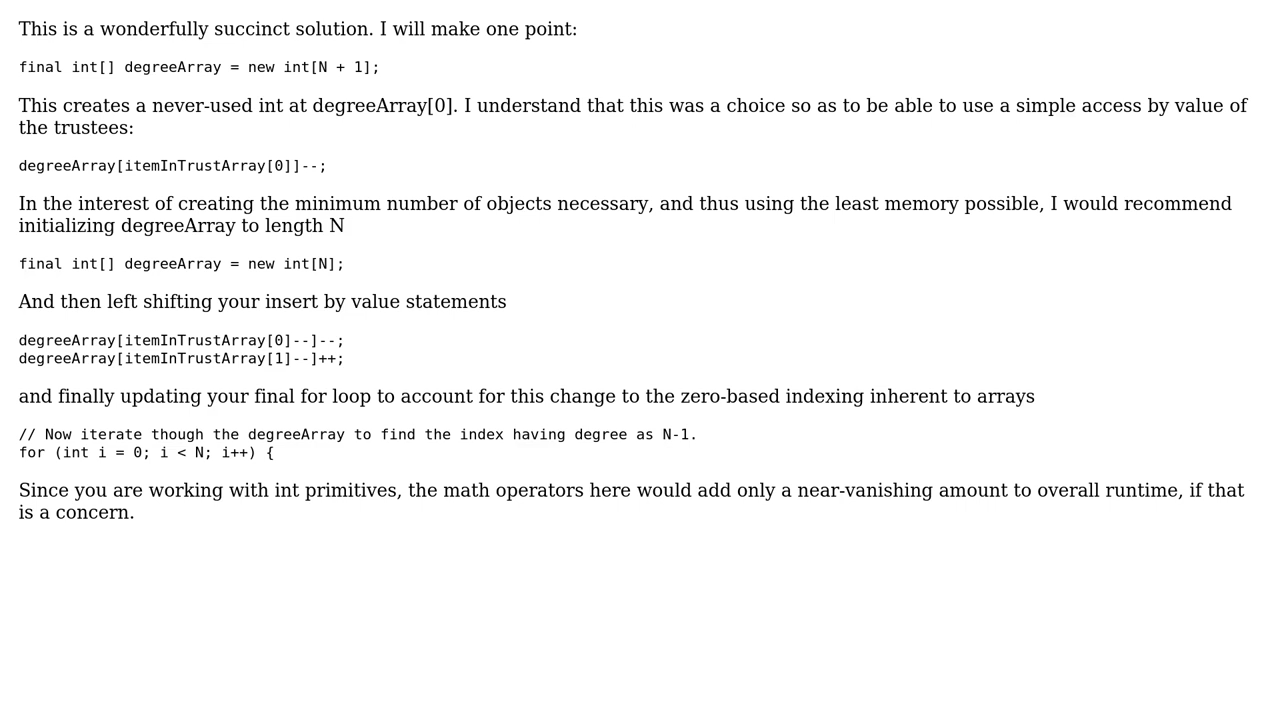 This is a wonderfully succinct solution. I will make one point:
final int[] degreeArray = new int[N + 1];
This creates a never-used int at degreeArray[0]. I understand that this was a choice so as to be able to use a simple access by value of
the trustees:
degreeArray[itemInTrustArray[0]]--;
In the interest of creating the minimum number of objects necessary, and thus using the least memory possible, I would recommend
initializing degreeArray to length N
final int[] degreeArray = new int[N];
And then left shifting your insert by value statements
degreeArray[itemInTrustArray[0]--]--;
degreeArray[itemInTrustArray[1]--]++;
and finally updating your final for loop to account for this change to the zero-based indexing inherent to arrays
// Now iterate though the degreeArray to find the index having degree as N-1.
for (int i = 0; i < N; i++) {
Since you are working with int primitives, the math operators here would add only a near-vanishing amount to overall runtime, if that
is a concern.